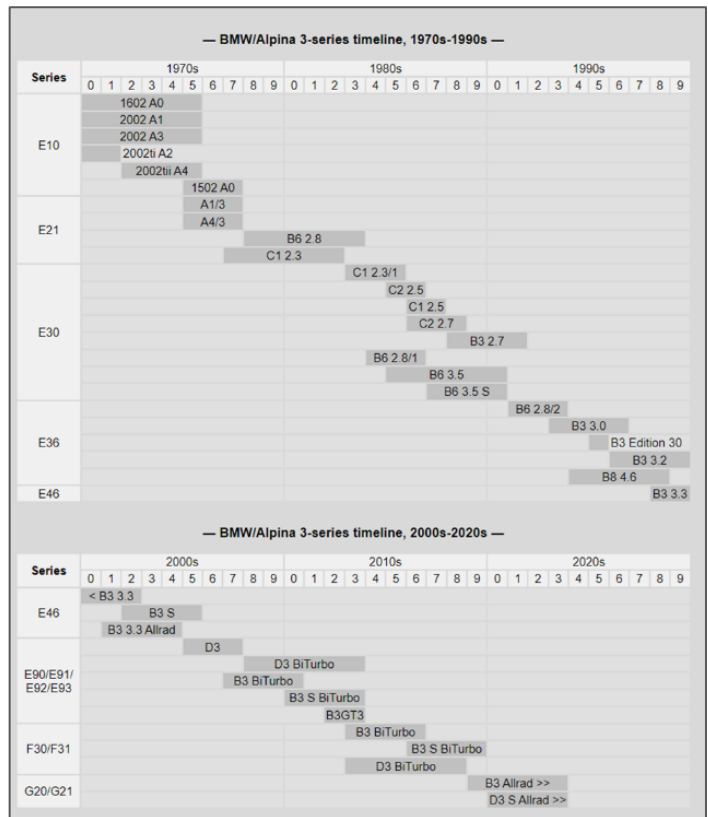 — BMW/Alpina 3-series timeline, 1970s-1990s —
Series 1970s 1980s 1990s
0 1 2 3 4 5 6 7 8 9 0 1 2 3 4 5 6 7 8 9 0 1 2 3 4 5 6 7 8 9
E10
1602 A0
2002 A1
2002 A3
2002ti A2
2002tii A4
1502 A0
E21
A1/3
A4/3
B6 2.8
C1 2.3
E30
C1 2.3/1
C2 2.5
C1 2.5
C2 2.7
B3 2.7
B6 2.8/1
B6 3.5
B6 3.5 S
E36
B6 2.8/2
B3 3.0
B3 Edition 30
B3 3.2
B8 4.6
E46
B3 3.3
— BMW/Alpina 3-series timeline, 2000s-2020s —
Series 2000s 2010s 2020s
0 1 2 3 4 5 6 7 8 9 0 1 2 3 4 5 6 7 8 9 0 1 2 3 4 5 6 7 8 9
E46
< B3 3.3
B3 S
B3 3.3 Allrad
E90/E91/
E92/E93
D3
D3 BiTurbo
B3 BiTurbo
B3 S BiTurbo
B3GT3
F30/F31
B3 BiTurbo
B3 S BiTurbo
D3 BiTurbo
G20/G21
B3 Allrad >>
D3 S Allrad >>